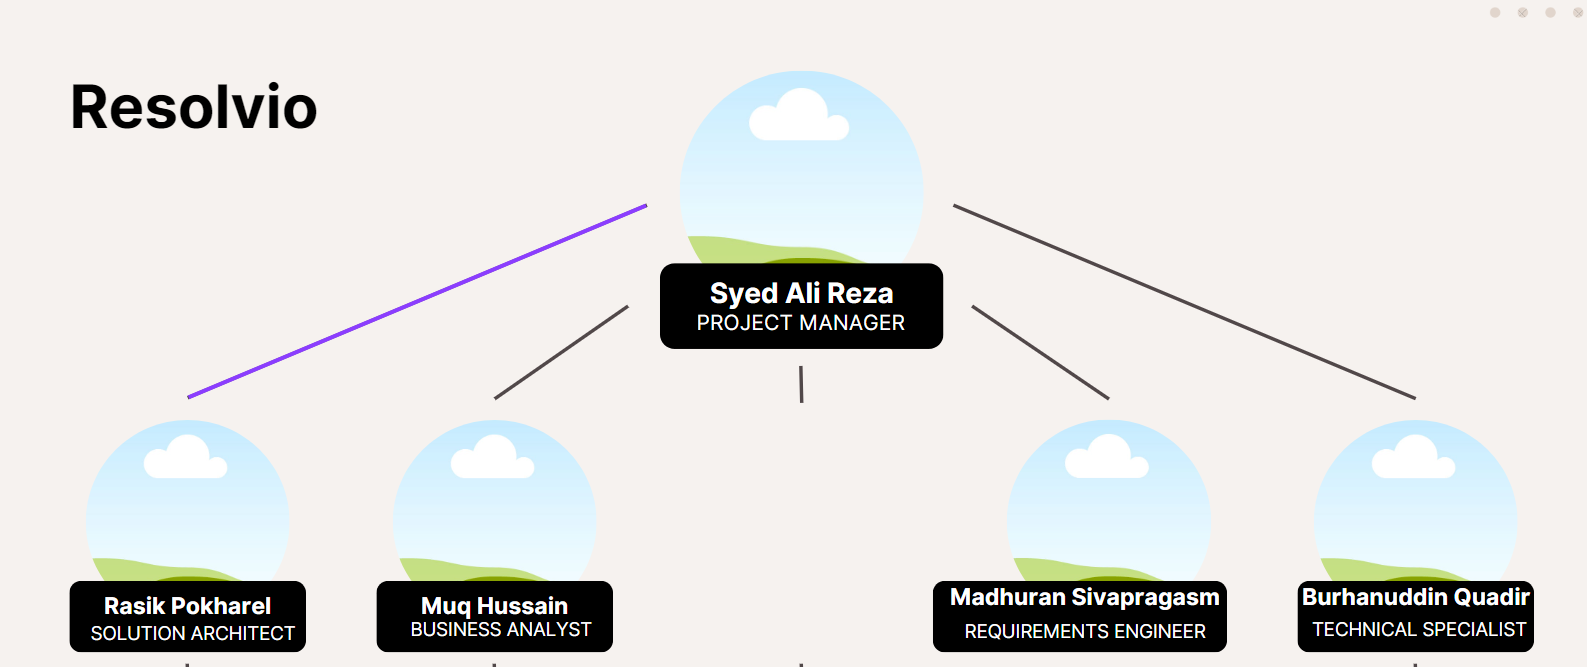 Resolvio
Syed Ali Reza
PROJECT MANAGER
Rasik Pokharel
SOLUTION ARCHITECT
Muq Hussain
BUSINESS ANALYST
Madhuran Sivapragasm
REQUIREMENTS ENGINEER
Burhanuddin Quadir
TECHNICAL SPECIALIST